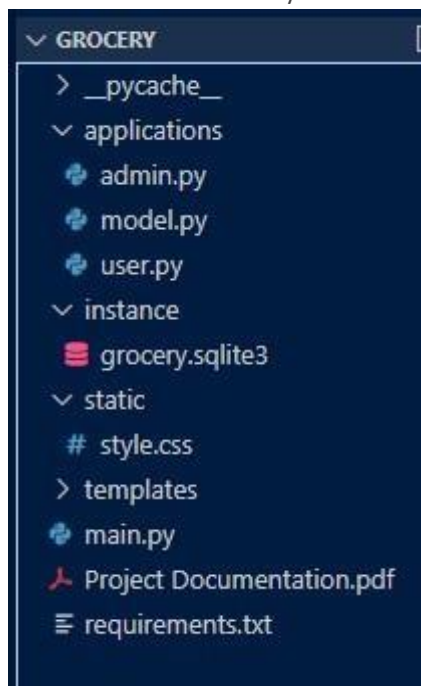 GROCERY
__pycache__
applications
admin.py
model.py
user.py
instance
grocery.sqlite3
static
# style.css
templates
main.py
Project Documentation.pdf
requirements.txt